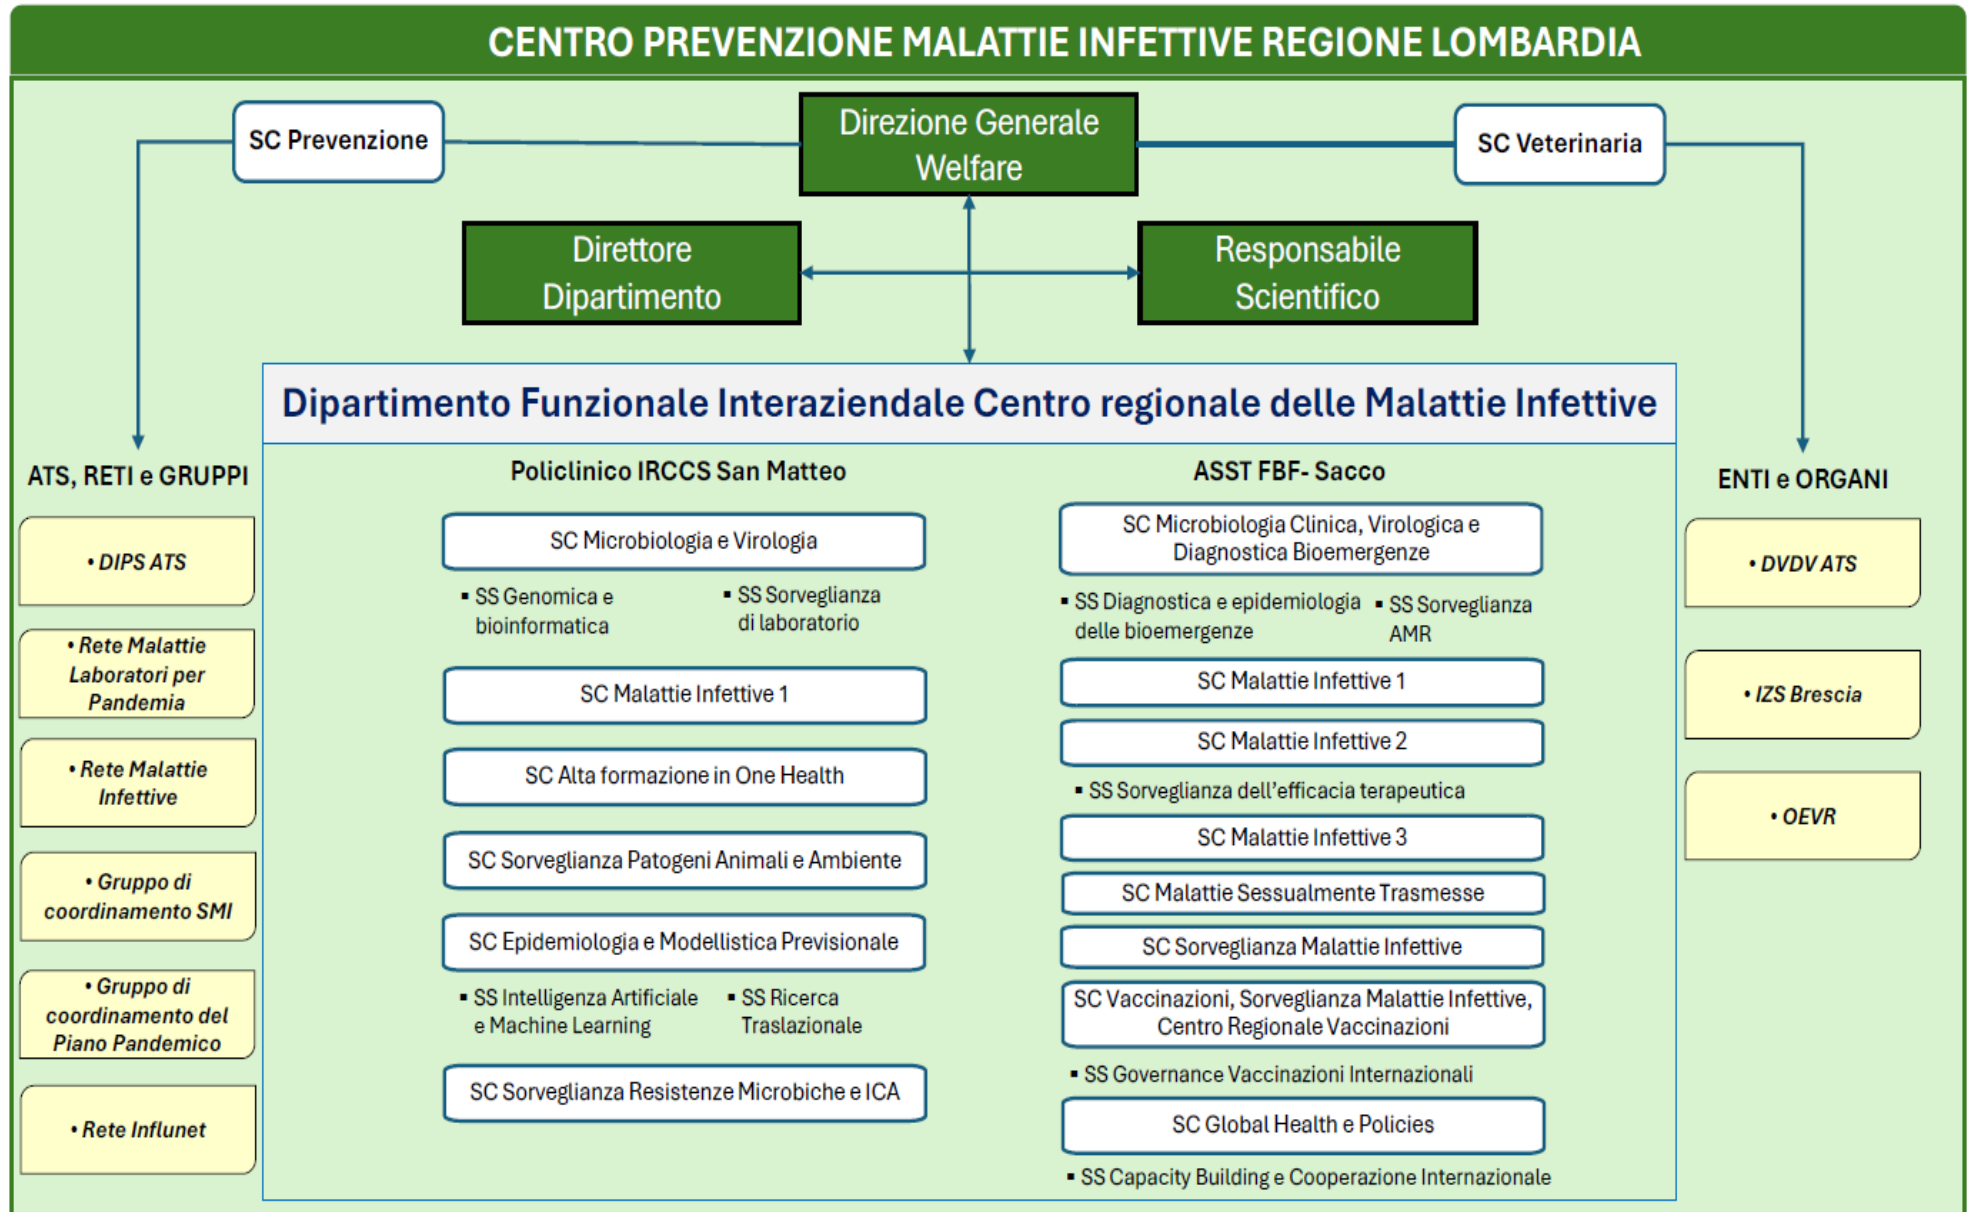 CENTRO PREVENZIONE MALATTIE INFETTIVE REGIONE LOMBARDIA
SC Prevenzione
Direzione Generale
Welfare
SC Veterinaria
Direttore
Dipartimento
Responsabile
Scientifico
Dipartimento Funzionale Interaziendale Centro regionale delle Malattie Infettive
ATS, RETI e GRUPPI
• DIPS ATS
• Rete Malattie
Laboratori per
Pandemia
• Rete Malattie
Infettive
• Gruppo di
coordinamento SMI
• Gruppo di
coordinamento del
Piano Pandemico
• Rete Influnet
Policlinico IRCCS San Matteo
SC Microbiologia e Virologia
▪ SS Genomica e
bioinformatica
▪ SS Sorveglianza
di laboratorio
SC Malattie Infettive 1
SC Alta formazione in One Health
SC Sorveglianza Patogeni Animali e Ambiente
SC Epidemiologia e Modellistica Previsionale
▪ SS Intelligenza Artificiale
e Machine Learning
▪ SS Ricerca
Traslazionale
SC Sorveglianza Resistenze Microbiche e ICA
ASST FBF- Sacco
SC Microbiologia Clinica, Virologica e
Diagnostica Bioemergenze
▪ SS Diagnostica e epidemiologia
delle bioemergenze
▪ SS Sorveglianza
AMR
SC Malattie Infettive 1
SC Malattie Infettive 2
▪ SS Sorveglianza dell’efficacia terapeutica
SC Malattie Infettive 3
SC Malattie Sessualmente Trasmesse
SC Sorveglianza Malattie Infettive
SC Vaccinazioni, Sorveglianza Malattie Infettive,
Centro Regionale Vaccinazioni
▪ SS Governance Vaccinazioni Internazionali
SC Global Health e Policies
▪ SS Capacity Building e Cooperazione Internazionale
ENTI e ORGANI
• DVDV ATS
• IZS Brescia
• OEVR